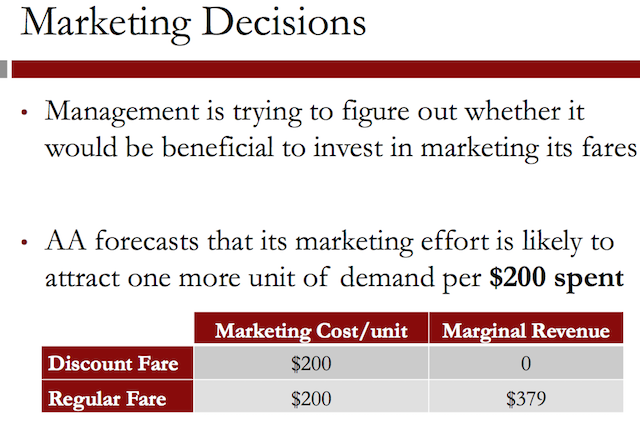 Marketing Decisions
• Management is trying to figure out whether it
would be beneficial to invest in marketing its fares
• AA forecasts that its marketing effort is likely to
attract one more unit of demand per $200 spent
Marketing Cost/unit Marginal Revenue
Discount Fare $200 0
Regular Fare $200 $379